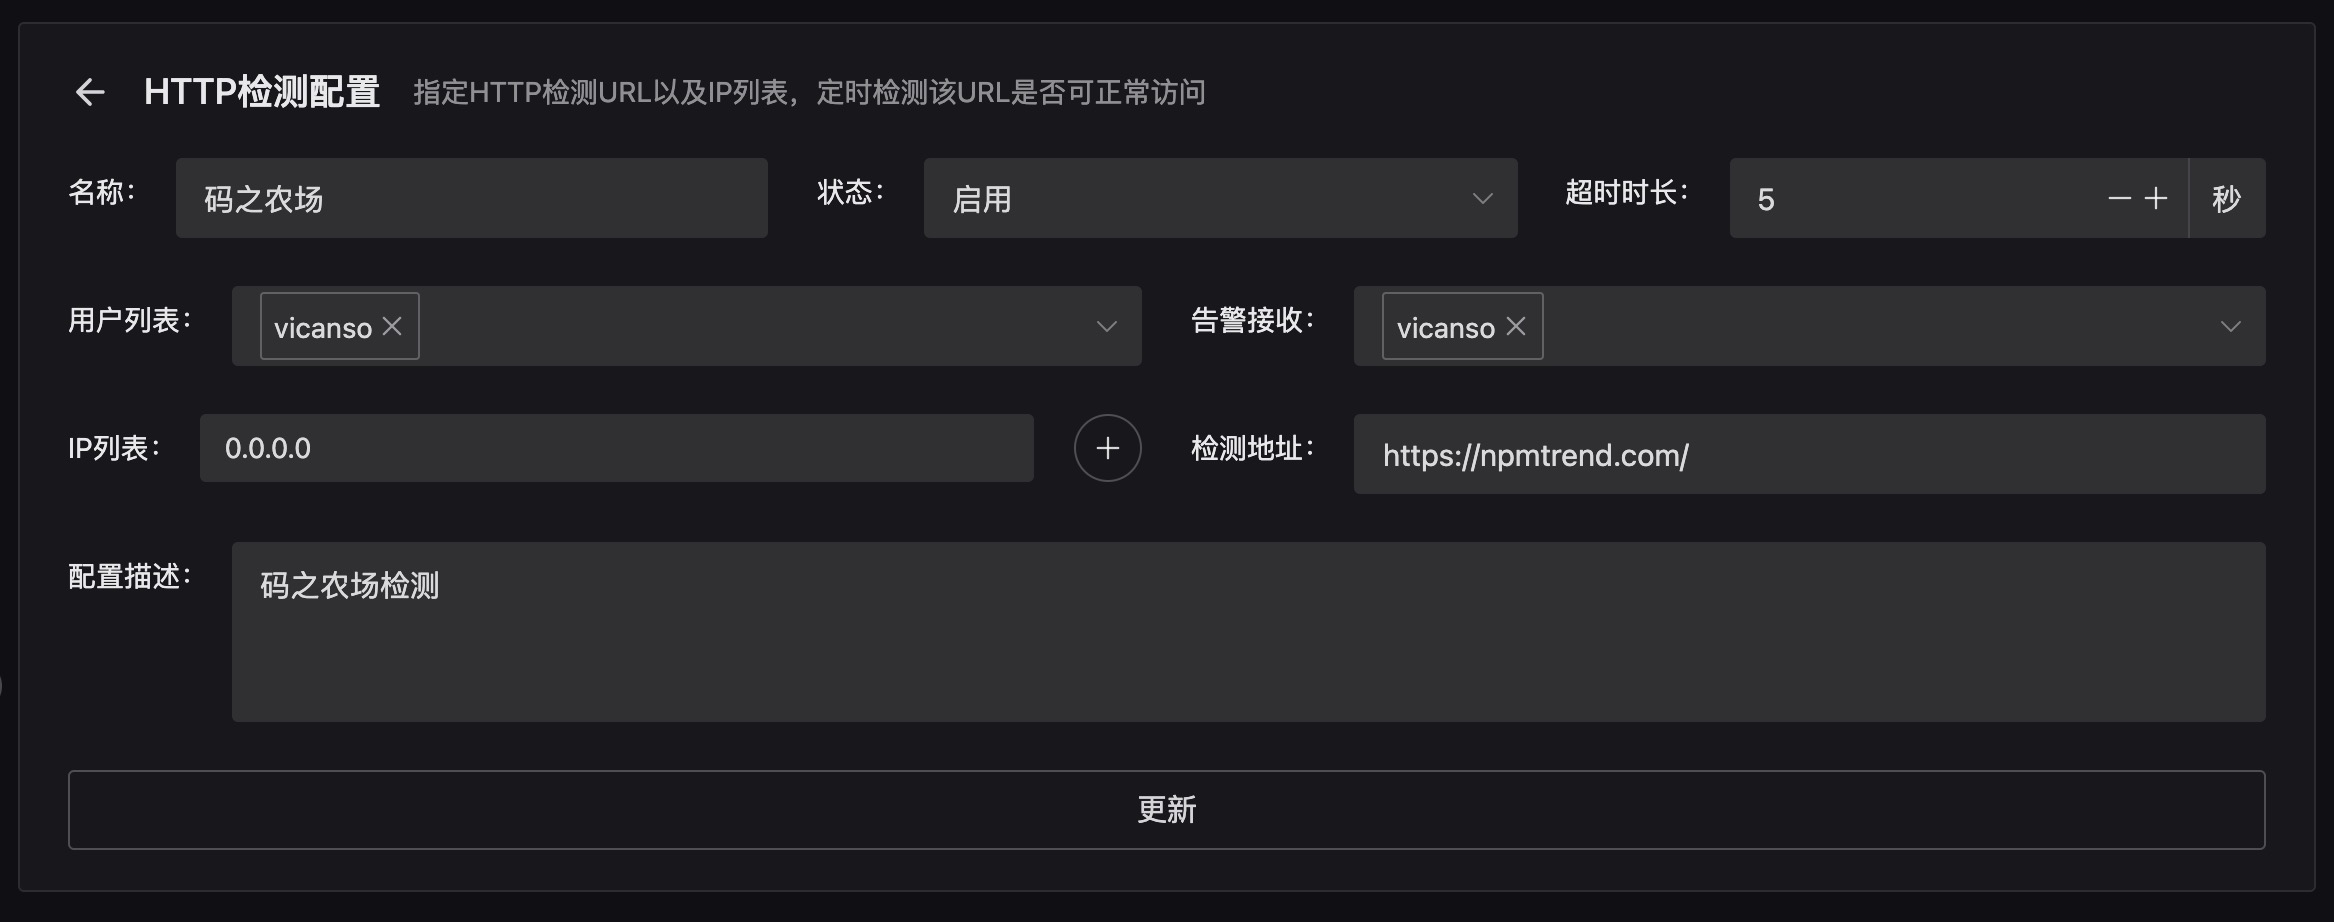 HTTP检测配置 指定HTTP检测URL以及IP列表，定时检测该URL是否可正常访问
名称： 码之农场 状态： 启用 超时时长： 5 秒
用户列表： vicanso 告警接收： vicanso
IP列表： 0.0.0.0 检测地址： https://npmtrend.com/
配置描述： 码之农场检测
更新